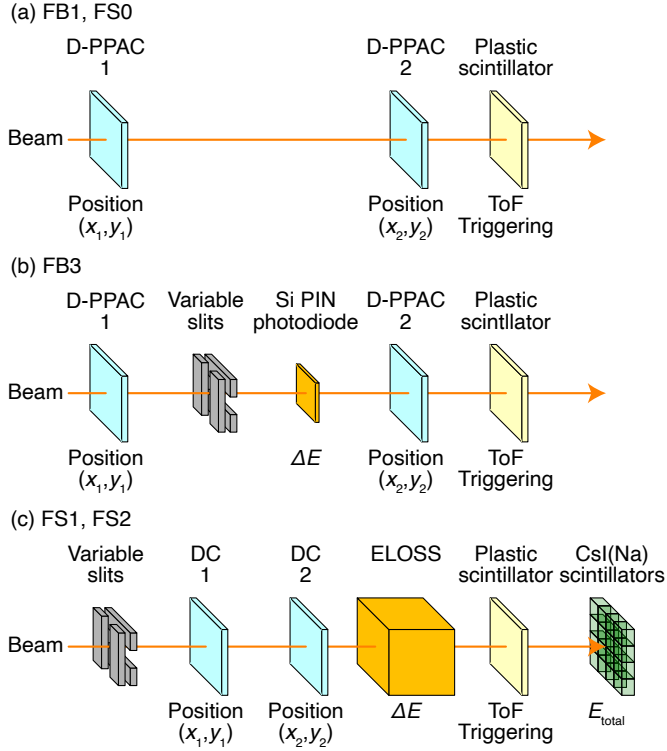 (a) FB1, FS0
D-PPAC D-PPAC Plastic
1 2 scintillator
Beam
Position Position ToF
(x₁,y₁) (x₂,y₂) Triggering
(b) FB3
D-PPAC Variable Si PIN D-PPAC Plastic
1 slits photodiode 2 scintllator
Beam
Position ΔE Position ToF
(x₁,y₁) (x₂,y₂) Triggering
(c) FS1, FS2
Variable DC DC ELOSS Plastic CsI(Na)
slits 1 2 scintillator scintillators
Beam
Position Position ΔE ToF E_total
(x₁,y₁) (x₂,y₂) Triggering